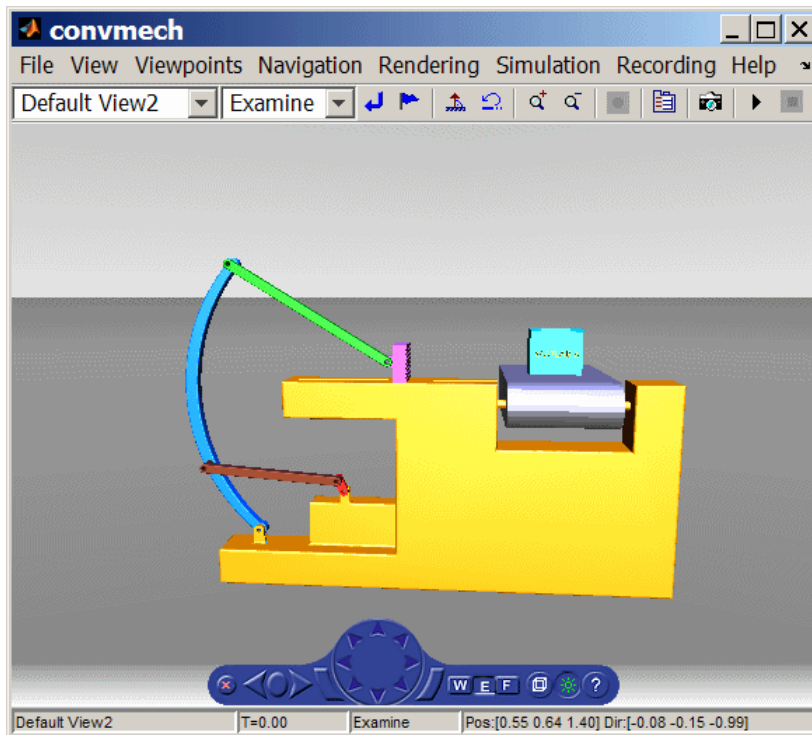 convmech
File View Viewpoints Navigation Rendering Simulation Recording Help
Default View2 Examine
W E F ?
Default View2 T=0.00 Examine Pos:[0.55 0.64 1.40] Dir:[-0.08 -0.15 -0.99]